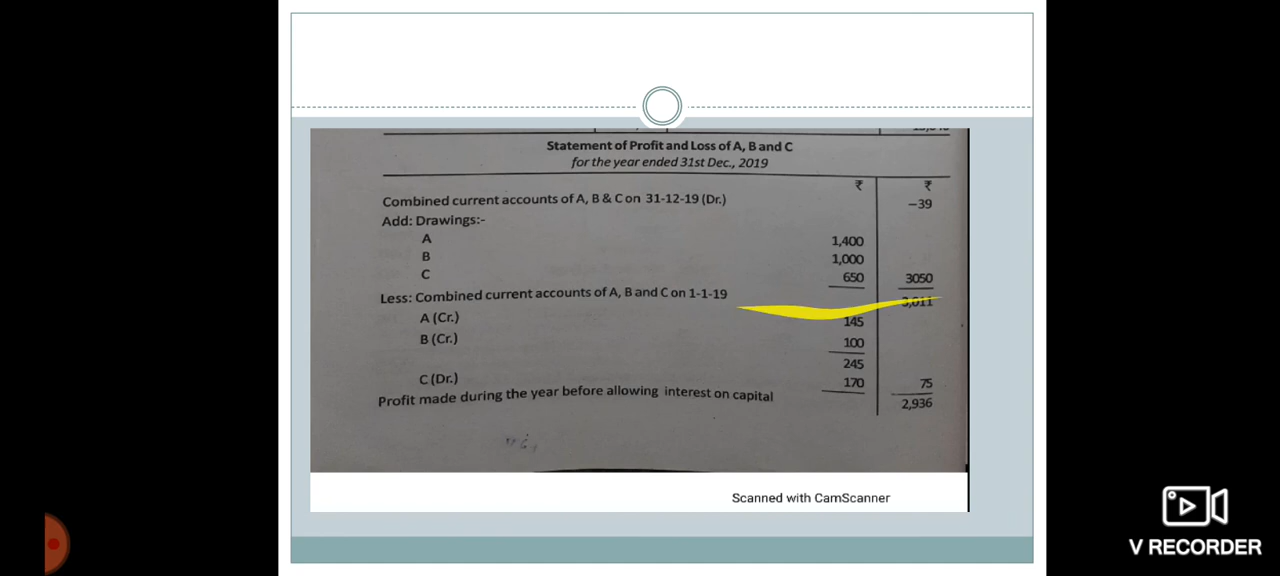 Statement of Profit and Loss of A, B and C
for the year ended 31st Dec., 2019
₹ ₹
Combined current accounts of A, B & C on 31-12-19 (Dr.) –39
Add: Drawings:-
A 1,400
B 1,000
C 650 3050
Less: Combined current accounts of A, B and C on 1-1-19 3,011
A (Cr.) 145
B (Cr.) 100
245
C (Dr.) 170 75
Profit made during the year before allowing interest on capital 2,936
Scanned with CamScanner
V RECORDER